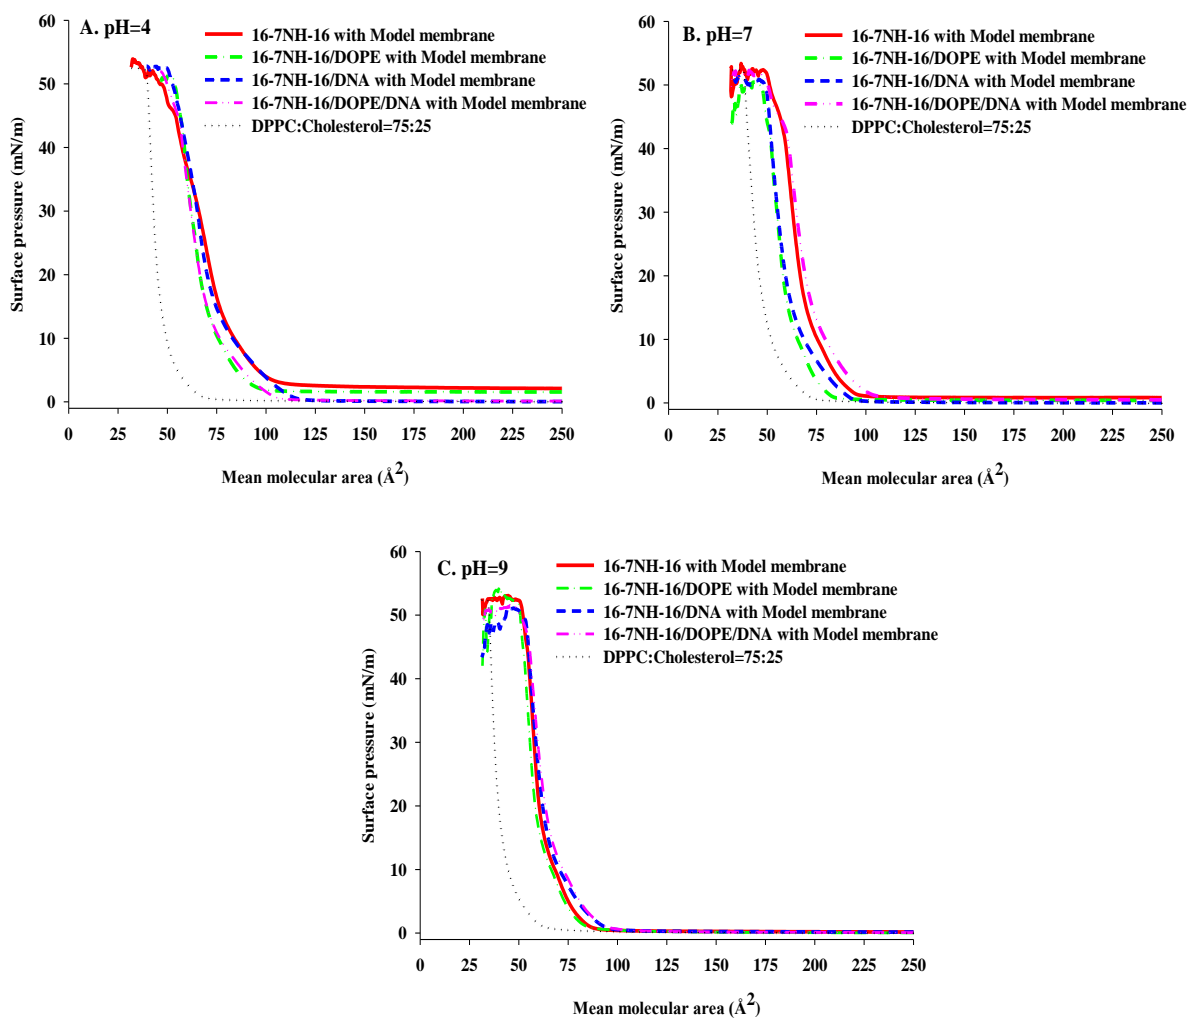 A. pH=4
16-7NH-16 with Model membrane
16-7NH-16/DOPE with Model membrane
16-7NH-16/DNA with Model membrane
16-7NH-16/DOPE/DNA with Model membrane
DPPC:Cholesterol=75:25
Surface pressure (mN/m)
60
50
40
30
20
10
0
0 25 50 75 100 125 150 175 200 225 250
Mean molecular area (Å2)
B. pH=7
16-7NH-16 with Model membrane
16-7NH-16/DOPE with Model membrane
16-7NH-16/DNA with Model membrane
16-7NH-16/DOPE/DNA with Model membrane
DPPC:Cholesterol=75:25
Surface pressure (mN/m)
60
50
40
30
20
10
0
0 25 50 75 100 125 150 175 200 225 250
Mean molecular area (Å2)
C. pH=9
16-7NH-16 with Model membrane
16-7NH-16/DOPE with Model membrane
16-7NH-16/DNA with Model membrane
16-7NH-16/DOPE/DNA with Model membrane
DPPC:Cholesterol=75:25
Surface pressure (mN/m)
60
50
40
30
20
10
0
0 25 50 75 100 125 150 175 200 225 250
Mean molecular area (Å2)